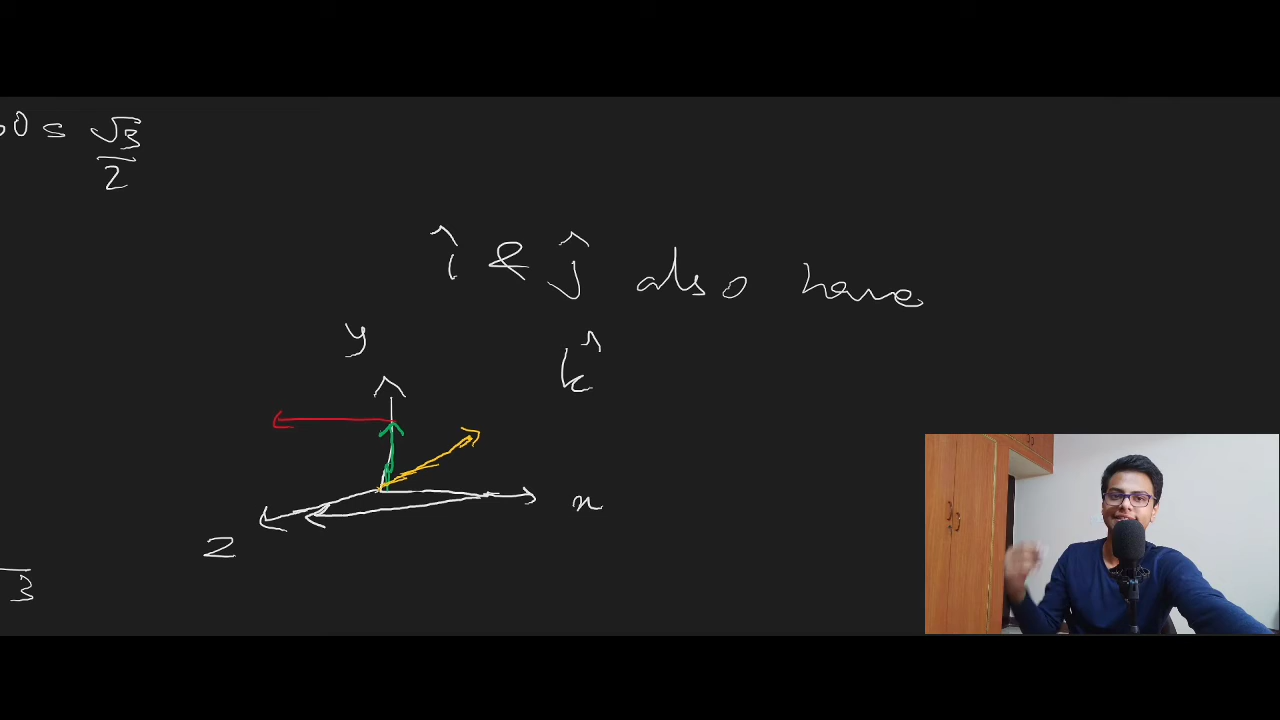 0 = √3/2
î & ĵ also have
k̂
y
x
z
3